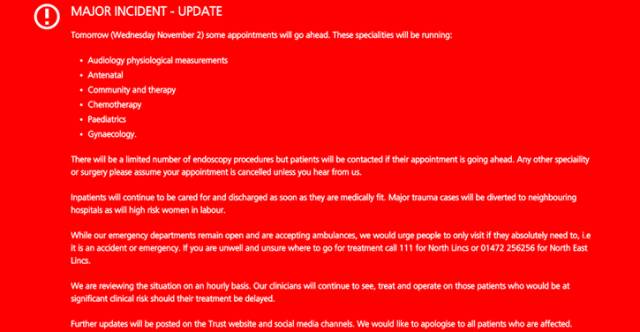 MAJOR INCIDENT - UPDATE
Tomorrow (Wednesday November 2) some appointments will go ahead. These specialities will be running:
• Audiology physiological measurements
• Antenatal
• Community and therapy
• Chemotherapy
• Paediatrics
• Gynaecology.
There will be a limited number of endoscopy procedures but patients will be contacted if their appointment is going ahead. Any other speciality
or surgery please assume your appointment is cancelled unless you hear from us.
Inpatients will continue to be cared for and discharged as soon as they are medically fit. Major trauma cases will be diverted to neighbouring
hospitals as will high risk women in labour.
While our emergency departments remain open and are accepting ambulances, we would urge people to only visit if they absolutely need to, i.e
it is an accident or emergency. If you are unwell and unsure where to go for treatment call 111 for North Lincs or 01472 256256 for North East
Lincs.
We are reviewing the situation on an hourly basis. Our clinicians will continue to see, treat and operate on those patients who would be at
significant clinical risk should their treatment be delayed.
Further updates will be posted on the Trust website and social media channels. We would like to apologise to all patients who are affected.